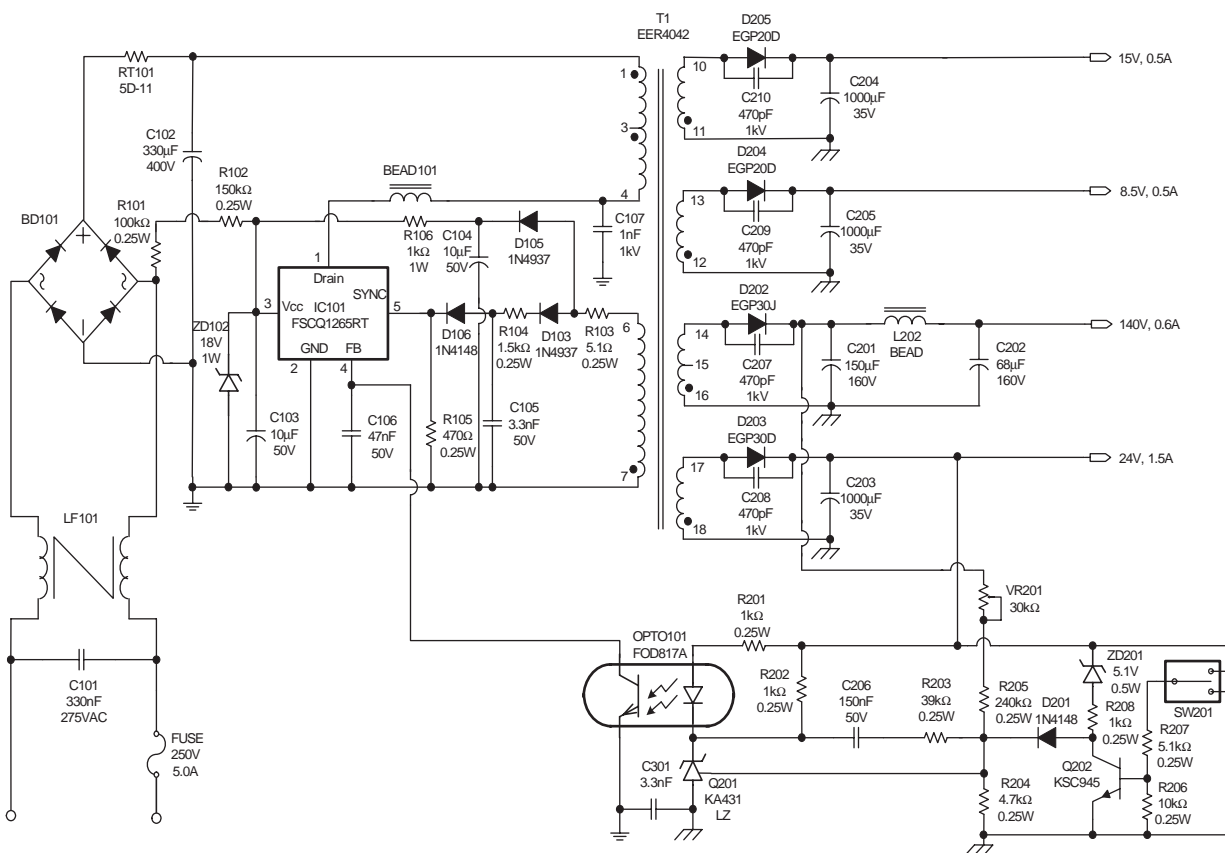 T1
EER4042
RT101
5D-11
C102
330μF
400V
BD101
R101
100kΩ
0.25W
R102
150kΩ
0.25W
BEAD101
1
3
4
C107
1nF
1kV
R106
1kΩ
1W
C104
10μF
50V
D105
1N4937
1
Drain
SYNC
3
Vcc
IC101
FSCQ1265RT
5
GND
FB
2
4
ZD102
18V
1W
D106
1N4148
R104
1.5kΩ
0.25W
D103
1N4937
R103
5.1Ω
0.25W
6
7
C103
10μF
50V
C106
47nF
50V
R105
470Ω
0.25W
C105
3.3nF
50V
LF101
C101
330nF
275VAC
FUSE
250V
5.0A
10
11
D205
EGP20D
C210
470pF
1kV
C204
1000μF
35V
15V, 0.5A
13
12
D204
EGP20D
C209
470pF
1kV
C205
1000μF
35V
8.5V, 0.5A
14
15
16
D202
EGP30J
C207
470pF
1kV
C201
150μF
160V
L202
BEAD
C202
68μF
160V
140V, 0.6A
17
18
D203
EGP30D
C208
470pF
1kV
C203
1000μF
35V
24V, 1.5A
VR201
30kΩ
OPTO101
FOD817A
R201
1kΩ
0.25W
R202
1kΩ
0.25W
C206
150nF
50V
R203
39kΩ
0.25W
R205
240kΩ
0.25W
D201
1N4148
ZD201
5.1V
0.5W
R208
1kΩ
0.25W
SW201
R207
5.1kΩ
0.25W
Q202
KSC945
R206
10kΩ
0.25W
R204
4.7kΩ
0.25W
C301
3.3nF
Q201
KA431
LZ